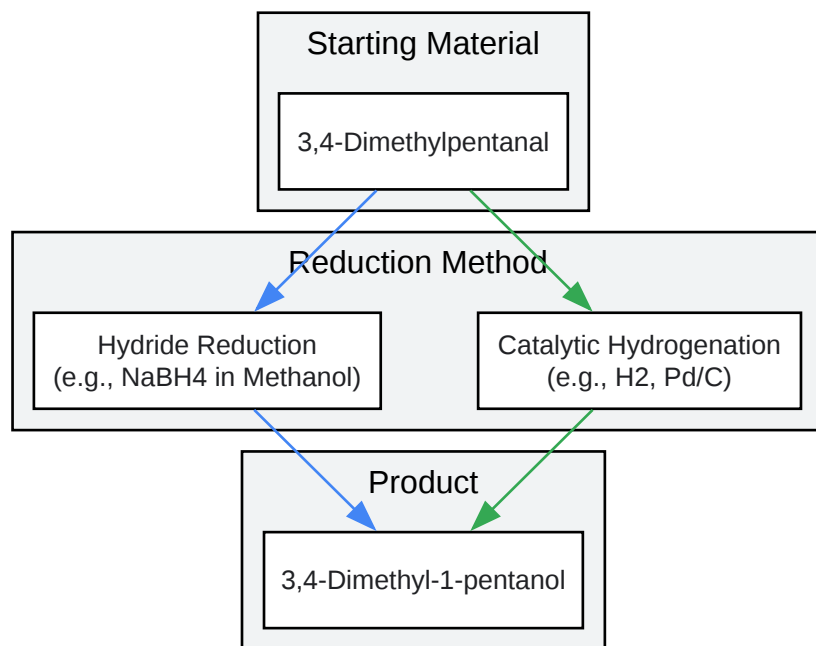 Starting Material
3,4-Dimethylpentanal
Reduction Method
Hydride Reduction
(e.g., NaBH4 in Methanol)
Catalytic Hydrogenation
(e.g., H2, Pd/C)
Product
3,4-Dimethyl-1-pentanol